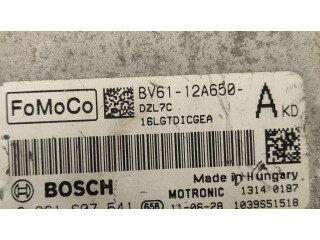 FoMoCo
BV61-12A650-
A KD
DZL7C
16LGTDICGEA
Made in Hungary
BOSCH
MOTRONIC 1314 0187
11-06-28 1039S51518